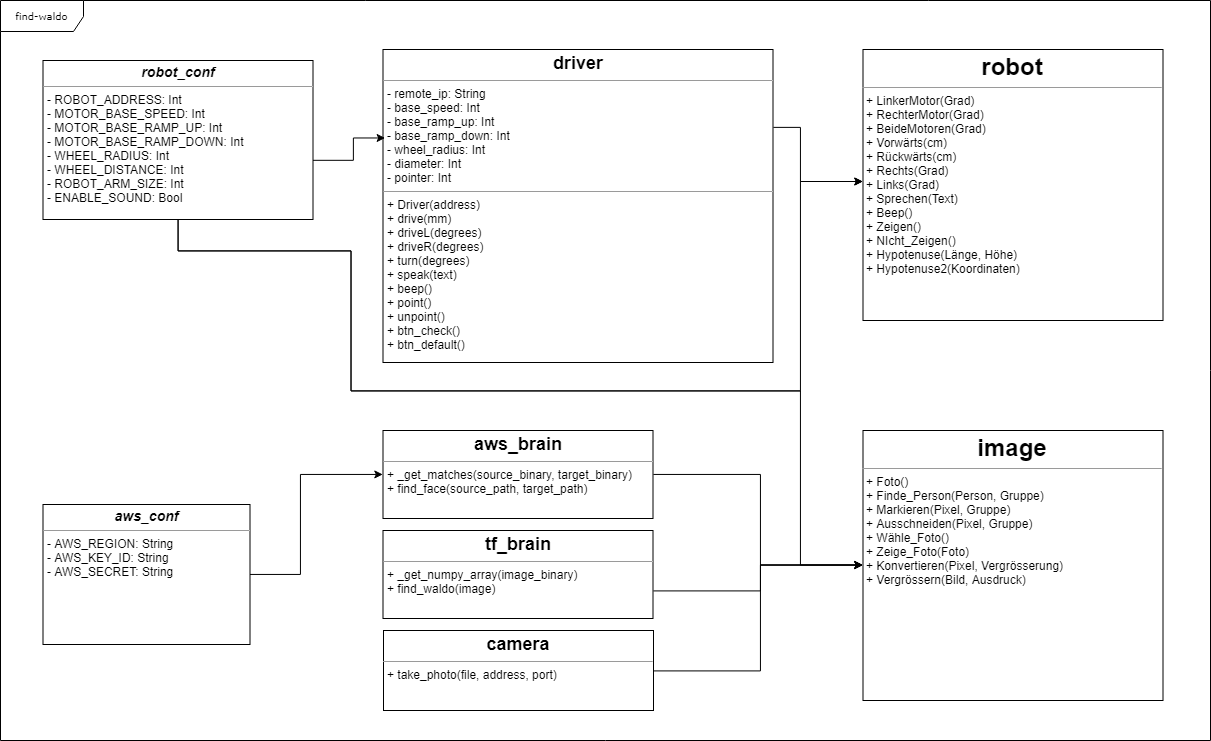 find-waldo
robot_conf
- ROBOT_ADDRESS: Int
- MOTOR_BASE_SPEED: Int
- MOTOR_BASE_RAMP_UP: Int
- MOTOR_BASE_RAMP_DOWN: Int
- WHEEL_RADIUS: Int
- WHEEL_DISTANCE: Int
- ROBOT_ARM_SIZE: Int
- ENABLE_SOUND: Bool
driver
- remote_ip: String
- base_speed: Int
- base_ramp_up: Int
- base_ramp_down: Int
- wheel_radius: Int
- diameter: Int
- pointer: Int
+ Driver(address)
+ drive(mm)
+ driveL(degrees)
+ driveR(degrees)
+ turn(degrees)
+ speak(text)
+ beep()
+ point()
+ unpoint()
+ btn_check()
+ btn_default()
robot
+ LinkerMotor(Grad)
+ RechterMotor(Grad)
+ BeideMotoren(Grad)
+ Vorwärts(cm)
+ Rückwärts(cm)
+ Rechts(Grad)
+ Links(Grad)
+ Sprechen(Text)
+ Beep()
+ Zeigen()
+ NIcht_Zeigen()
+ Hypotenuse(Länge, Höhe)
+ Hypotenuse2(Koordinaten)
aws_conf
- AWS_REGION: String
- AWS_KEY_ID: String
- AWS_SECRET: String
aws_brain
+ _get_matches(source_binary, target_binary)
+ find_face(source_path, target_path)
tf_brain
+ _get_numpy_array(image_binary)
+ find_waldo(image)
camera
+ take_photo(file, address, port)
image
+ Foto()
+ Finde_Person(Person, Gruppe)
+ Markieren(Pixel, Gruppe)
+ Ausschneiden(Pixel, Gruppe)
+ Wähle_Foto()
+ Zeige_Foto(Foto)
+ Konvertieren(Pixel, Vergrösserung)
+ Vergrössern(Bild, Ausdruck)